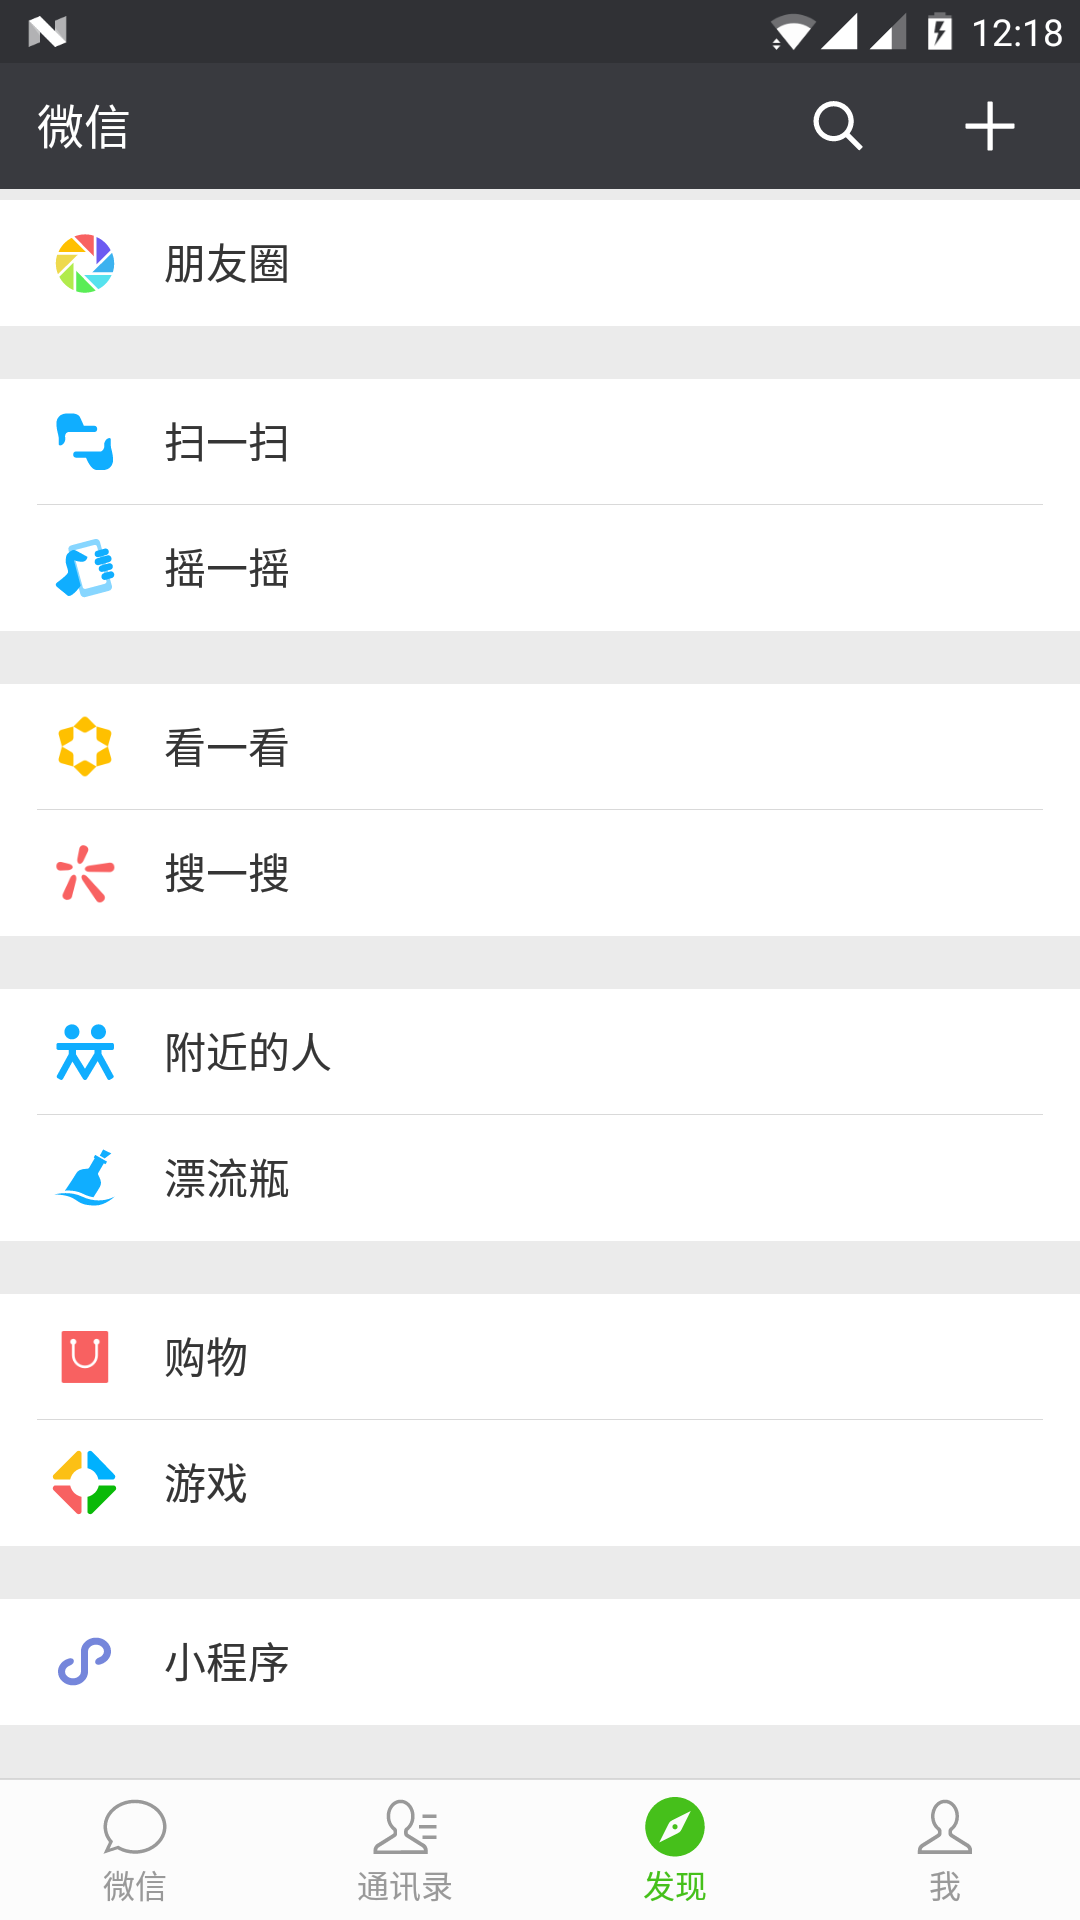 12:18
微信
朋友圈
扫一扫
摇一摇
看一看
搜一搜
附近的人
漂流瓶
购物
游戏
小程序
微信 通讯录 发现 我